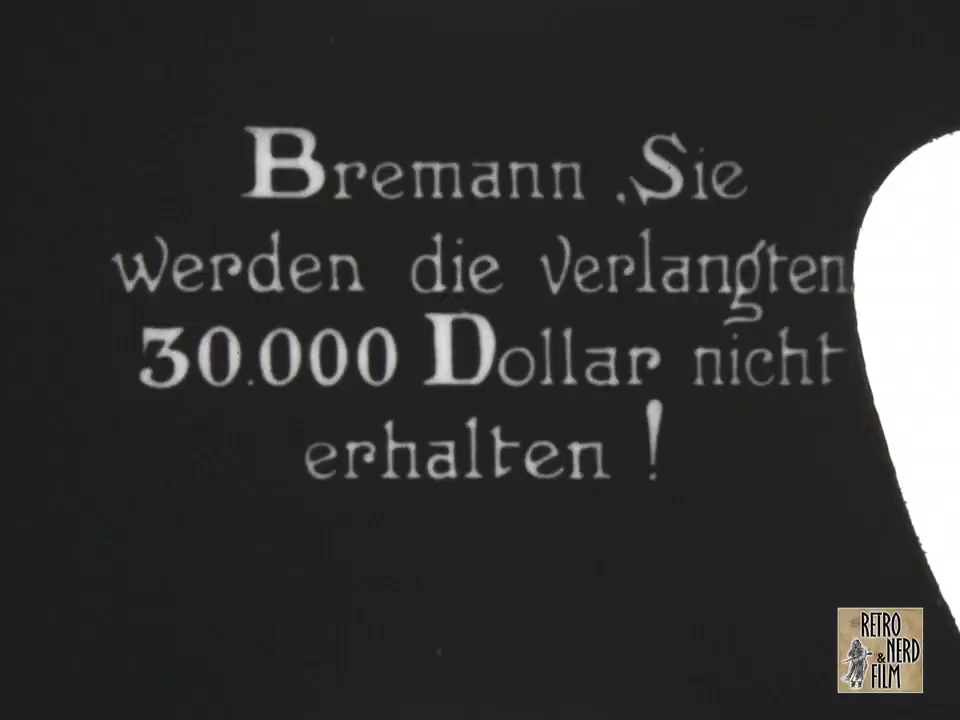 Bremann , Sie
werden die verlangten
30.000 Dollar nicht
erhalten !
RETRO
& NERD
FILM